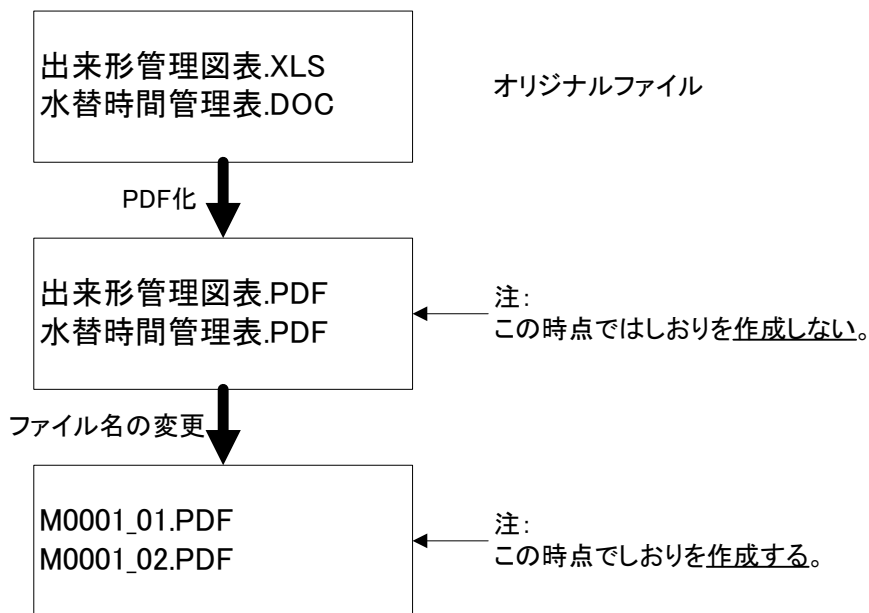 出来形管理図表.XLS
水替時間管理表.DOC
オリジナルファイル
PDF化
出来形管理図表.PDF
水替時間管理表.PDF
注：
この時点ではしおりを作成しない。
ファイル名の変更
M0001_01.PDF
M0001_02.PDF
注：
この時点でしおりを作成する。